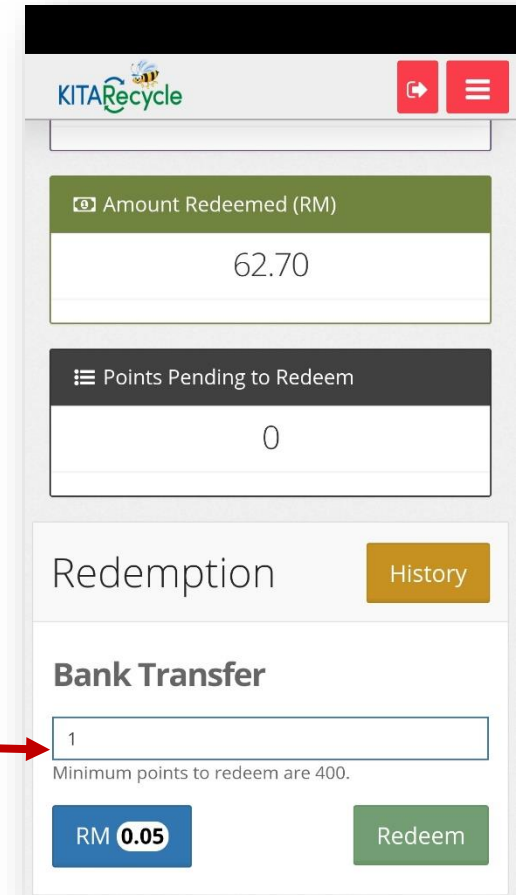 KITARecycle
Amount Redeemed (RM)
62.70
Points Pending to Redeem
0
Redemption
History
Bank Transfer
1
Minimum points to redeem are 400.
RM 0.05
Redeem